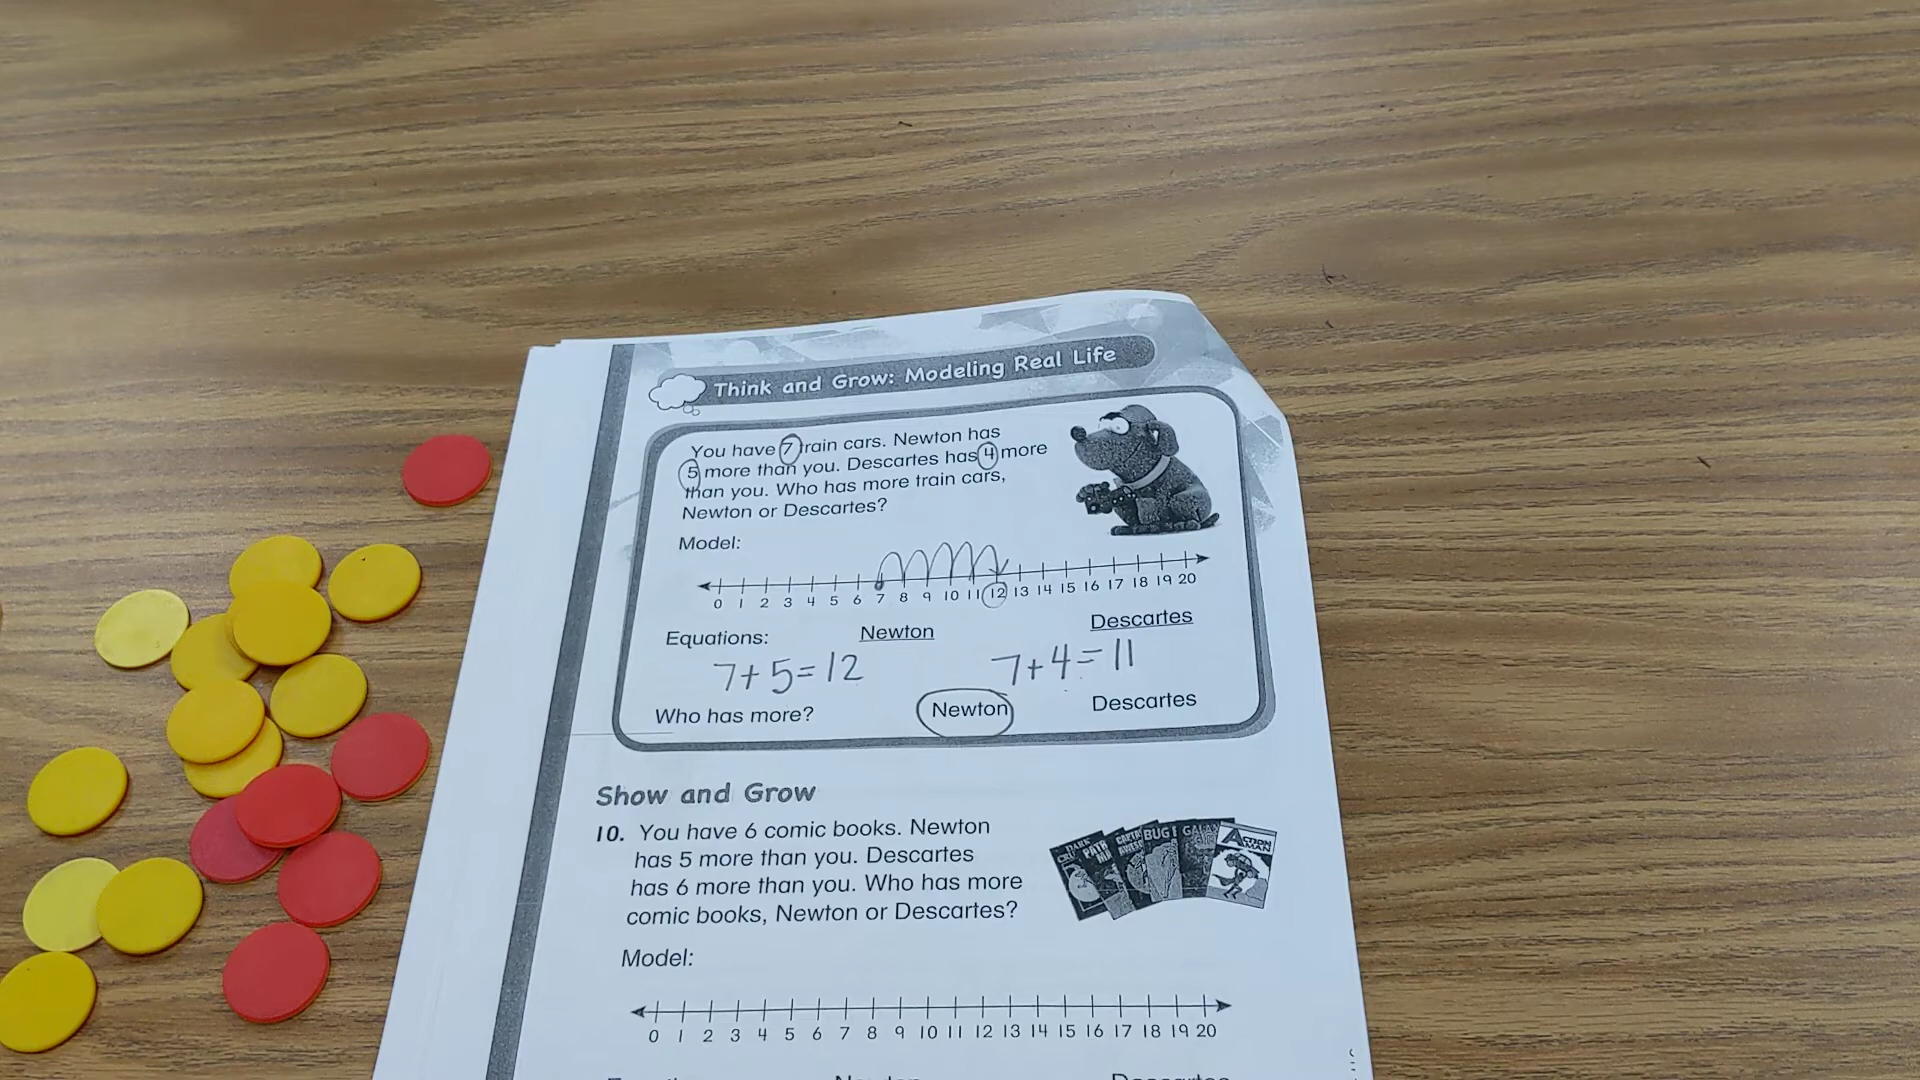 Think and Grow: Modeling Real Life
You have 7 train cars. Newton has
5 more than you. Descartes has 4 more
than you. Who has more train cars,
Newton or Descartes?
Model:
0 1 2 3 4 5 6 7 8 9 10 11 12 13 14 15 16 17 18 19 20
Equations: Newton Descartes
7+5=12 7+4=11
Who has more? Newton Descartes
Show and Grow
10. You have 6 comic books. Newton
has 5 more than you. Descartes
has 6 more than you. Who has more
comic books, Newton or Descartes?
DARK
PATH
BUG
ACTION
MAN
Model:
0 1 2 3 4 5 6 7 8 9 10 11 12 13 14 15 16 17 18 19 20